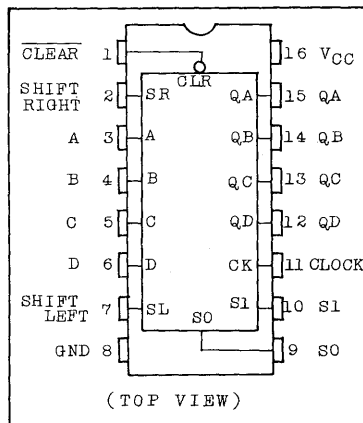 CLEAR 1 16 VCC
CLR
SHIFT RIGHT 2 SR QA 15 QA
A 3 A QB 14 QB
B 4 B QC 13 QC
C 5 C QD 12 QD
D 6 D CK 11 CLOCK
SHIFT LEFT 7 SL S1 10 S1
S0
GND 8 9 S0
(TOP VIEW)